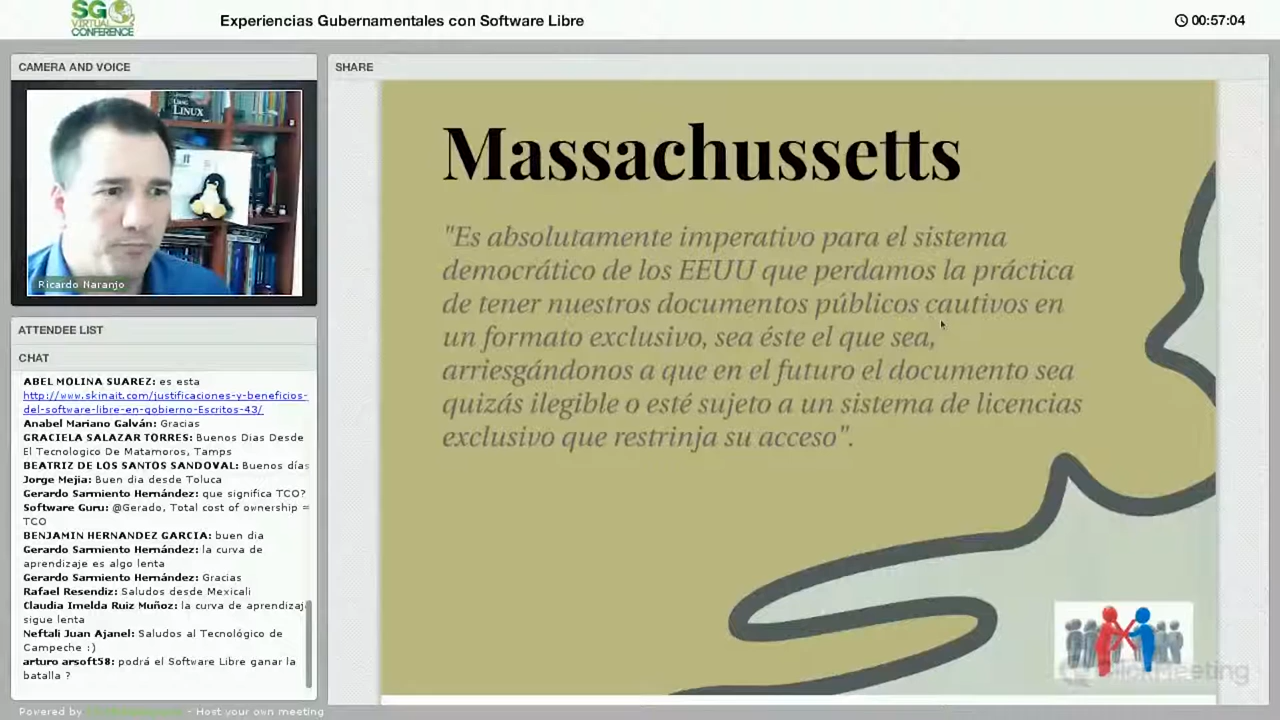 SG
VIRTUAL
CONFERENCE
Experiencias Gubernamentales con Software Libre
00:57:04
CAMERA AND VOICE
LINUX
Ricardo Naranjo
ATTENDEE LIST
CHAT
ABEL MOLINA SUAREZ: es esta
http://www.skinait.com/justificaciones-y-beneficios-
del-software-libre-en-gobierno-Escritos-43/
Anabel Mariano Galván: Gracias
GRACIELA SALAZAR TORRES: Buenos Dias Desde
El Tecnologico De Matamoros, Tamps
BEATRIZ DE LOS SANTOS SANDOVAL: Buenos días
Jorge Mejia: Buen dia desde Toluca
Gerardo Sarmiento Hernández: que significa TCO?
Software Guru: @Gerado, Total cost of ownership =
TCO
BENJAMIN HERNANDEZ GARCIA: buen dia
Gerardo Sarmiento Hernández: la curva de
aprendizaje es algo lenta
Gerardo Sarmiento Hernández: Gracias
Rafael Resendiz: Saludos desde Mexicali
Claudia Imelda Ruiz Muñoz: la curva de aprendizaj
sigue lenta
Neftali Juan Ajanel: Saludos al Tecnológico de
Campeche :)
arturo arsoft58: podrá el Software Libre ganar la
batalla ?
Powered by - Host your own meeting
SHARE
Massachussetts
"Es absolutamente imperativo para el sistema
democrático de los EEUU que perdamos la práctica
de tener nuestros documentos públicos cautivos en
un formato exclusivo, sea éste el que sea,
arriesgándonos a que en el futuro el documento sea
quizás ilegible o esté sujeto a un sistema de licencias
exclusivo que restrinja su acceso".
ClickMeeting